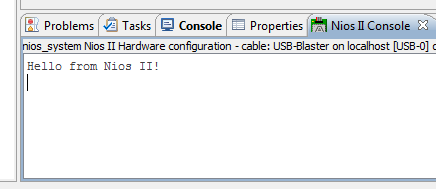 Problems Tasks Console Properties Nios II Console
nios_system Nios II Hardware configuration - cable: USB-Blaster on localhost [USB-0]
Hello from Nios II!